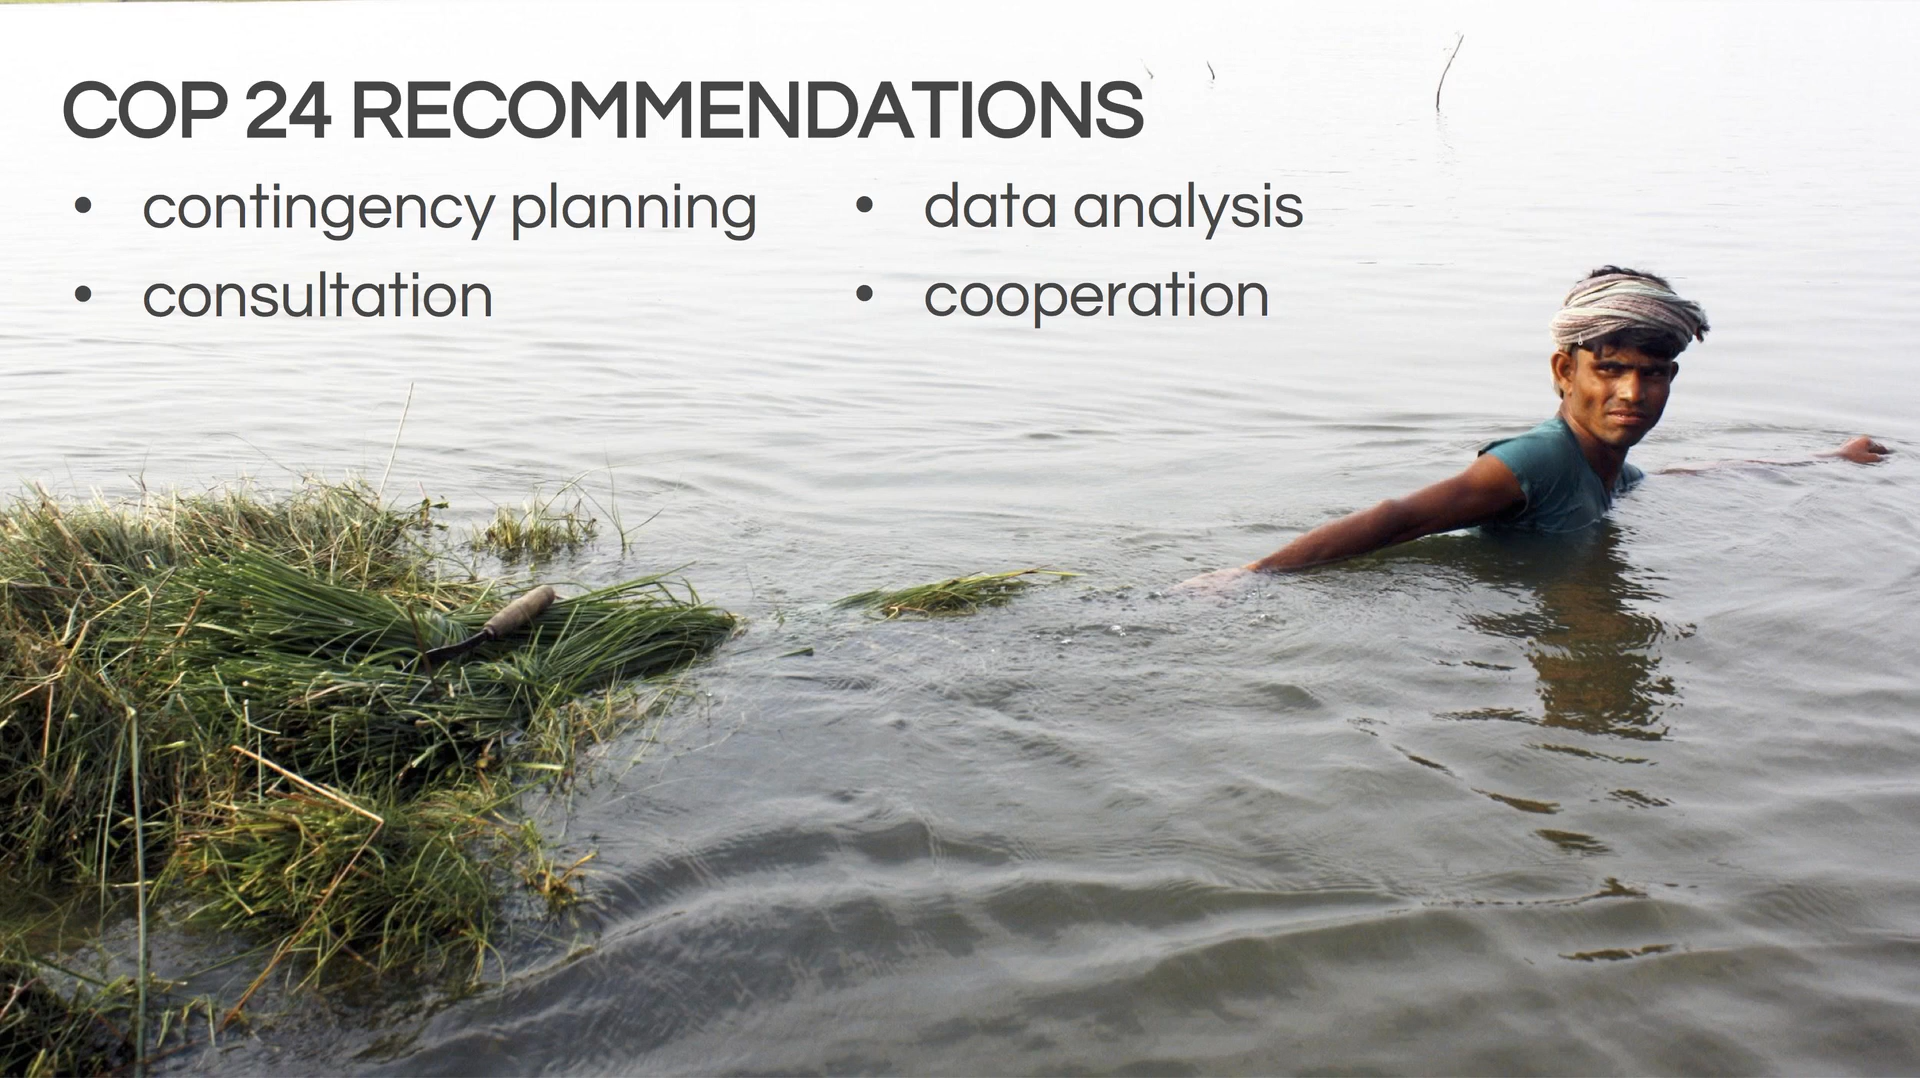 COP 24 RECOMMENDATIONS
• contingency planning
• consultation
• data analysis
• cooperation